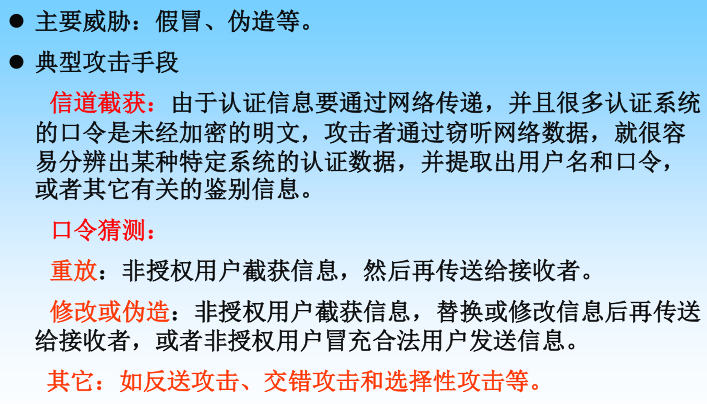 ● 主要威胁：假冒、伪造等。
● 典型攻击手段
信道截获：由于认证信息要通过网络传递，并且很多认证系统
的口令是未经加密的明文，攻击者通过窃听网络数据，就很容
易分辨出某种特定系统的认证数据，并提取出用户名和口令，
或者其它有关的鉴别信息。
口令猜测：
重放：非授权用户截获信息，然后再传送给接收者。
修改或伪造：非授权用户截获信息，替换或修改信息后再传送
给接收者，或者非授权用户冒充合法用户发送信息。
其它：如反送攻击、交错攻击和选择性攻击等。